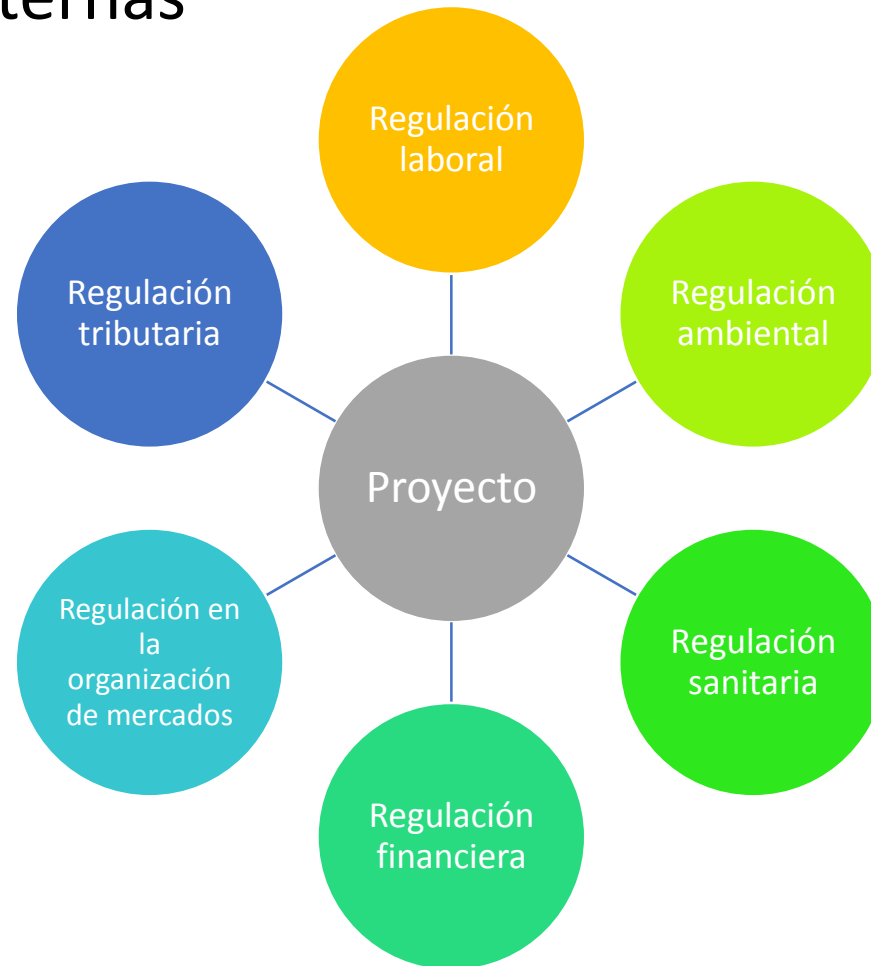 ternas
Regulación
laboral
Regulación
tributaria
Regulación
ambiental
Proyecto
Regulación en
la
organización
de mercados
Regulación
sanitaria
Regulación
financiera